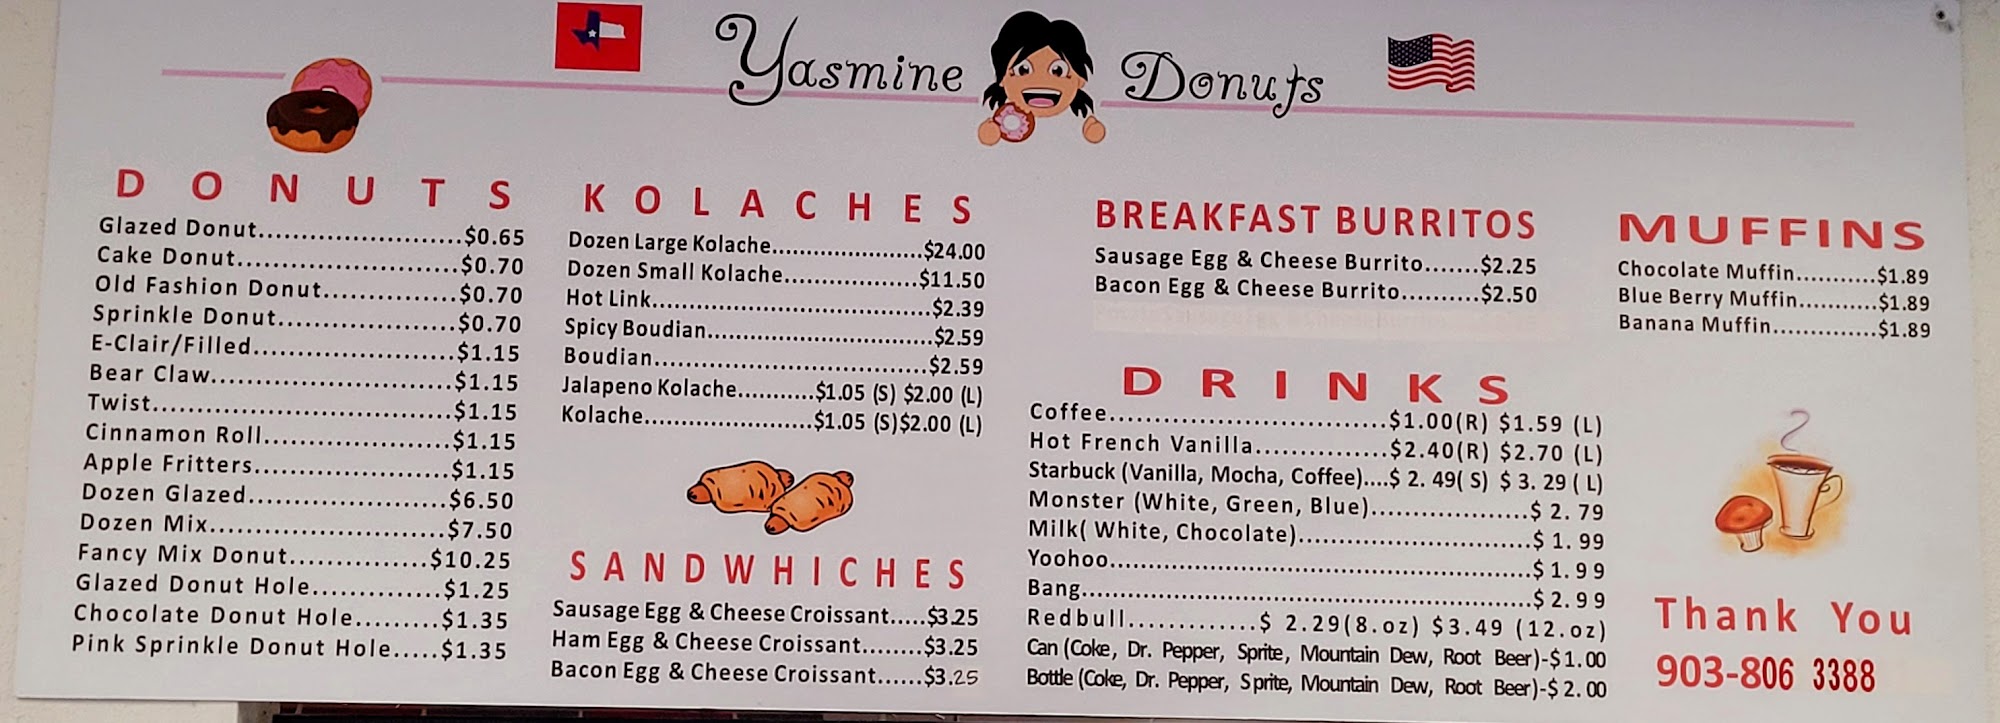 Yasmine Donuts
DONUTS
Glazed Donut........................$0.65
Cake Donut..........................$0.70
Old Fashion Donut................$0.70
Sprinkle Donut.....................$0.70
E-Clair/Filled........................$1.15
Bear Claw............................$1.15
Twist...................................$1.15
Cinnamon Roll......................$1.15
Apple Fritters.......................$1.15
Dozen Glazed.......................$6.50
Dozen Mix...........................$7.50
Fancy Mix Donut................$10.25
Glazed Donut Hole...............$1.25
Chocolate Donut Hole.........$1.35
Pink Sprinkle Donut Hole.....$1.35
KOLACHES
Dozen Large Kolache.........................$24.00
Dozen Small Kolache......................$11.50
Hot Link..............................................$2.39
Spicy Boudian.....................................$2.59
Boudian..............................................$2.59
Jalapeno Kolache............$1.05 (S) $2.00 (L)
Kolache..........................$1.05 (S)$2.00 (L)
SANDWHICHES
Sausage Egg & Cheese Croissant.....$3.25
Ham Egg & Cheese Croissant........$3.25
Bacon Egg & Cheese Croissant......$3.25
BREAKFAST BURRITOS
Sausage Egg & Cheese Burrito.......$2.25
Bacon Egg & Cheese Burrito..........$2.50
DRINKS
Coffee................................$1.00(R) $1.59 (L)
Hot French Vanilla...............$2.40(R) $2.70 (L)
Starbuck (Vanilla, Mocha, Coffee)....$ 2. 49( S) $ 3. 29 ( L)
Monster (White, Green, Blue)...................$ 2. 79
Milk( White, Chocolate)............................$ 1. 99
Yoohoo......................................................$ 1. 9 9
Bang..........................................................$ 2. 9 9
Redbull.............$ 2.29(8.oz) $3.49 (12.oz)
Can (Coke, Dr. Pepper, Sprite, Mountain Dew, Root Beer)-$ 1. 00
Bottle (Coke, Dr. Pepper, Sprite, Mountain Dew, Root Beer)-$ 2. 00
MUFFINS
Chocolate Muffin...........$1.89
Blue Berry Muffin...........$1.89
Banana Muffin..............$1.89
Thank You
903-806 3388